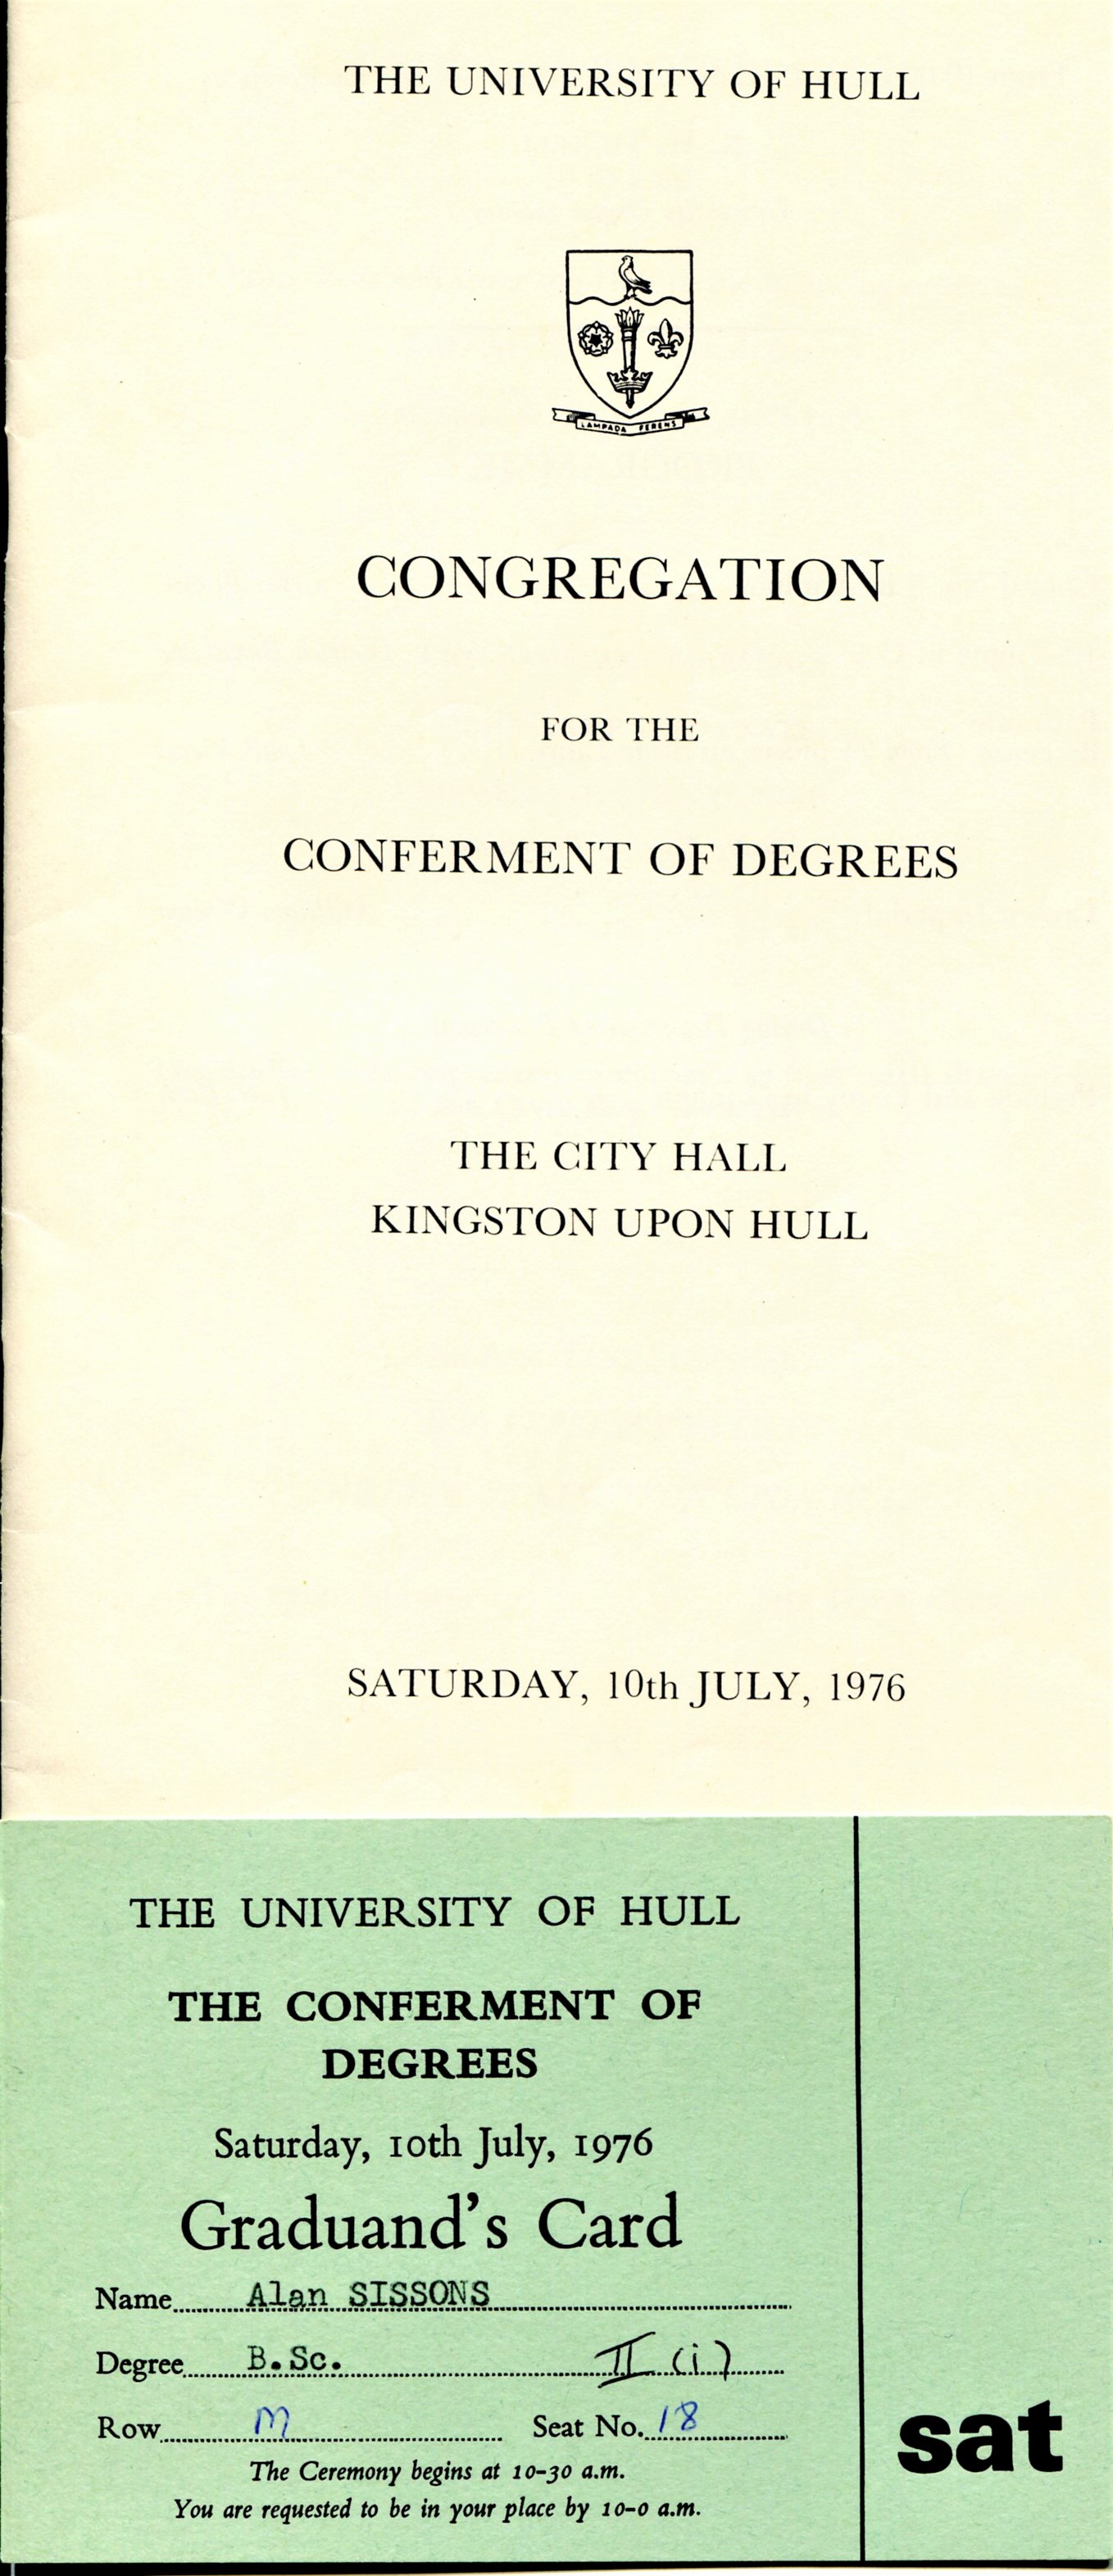 THE UNIVERSITY OF HULL
LAMPADA FERENS
CONGREGATION
FOR THE
CONFERMENT OF DEGREES
THE CITY HALL
KINGSTON UPON HULL
SATURDAY, 10th JULY, 1976
THE UNIVERSITY OF HULL
THE CONFERMENT OF
DEGREES
Saturday, 10th July, 1976
Graduand's Card
Name Alan SISSONS
Degree B.Sc. II (i)
Row M Seat No. 18
The Ceremony begins at 10-30 a.m.
You are requested to be in your place by 10-0 a.m.
sat